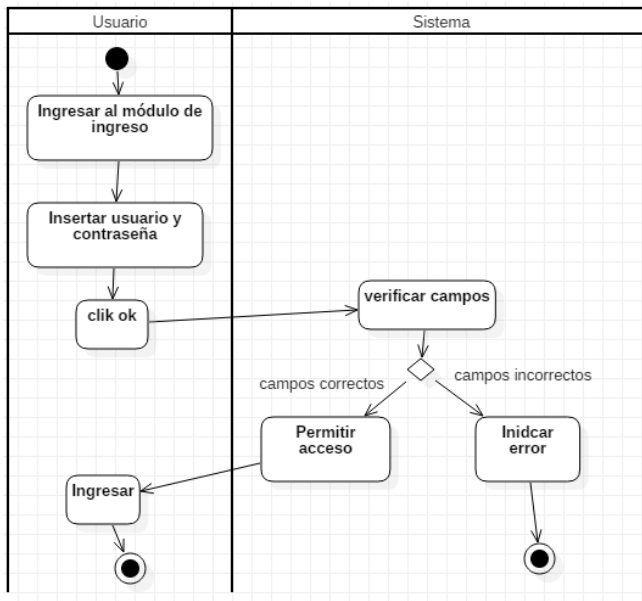 Usuario
Sistema
Ingresar al módulo de
ingreso
Insertar usuario y
contraseña
clik ok
verificar campos
campos correctos
campos incorrectos
Permitir
acceso
Inidcar
error
Ingresar